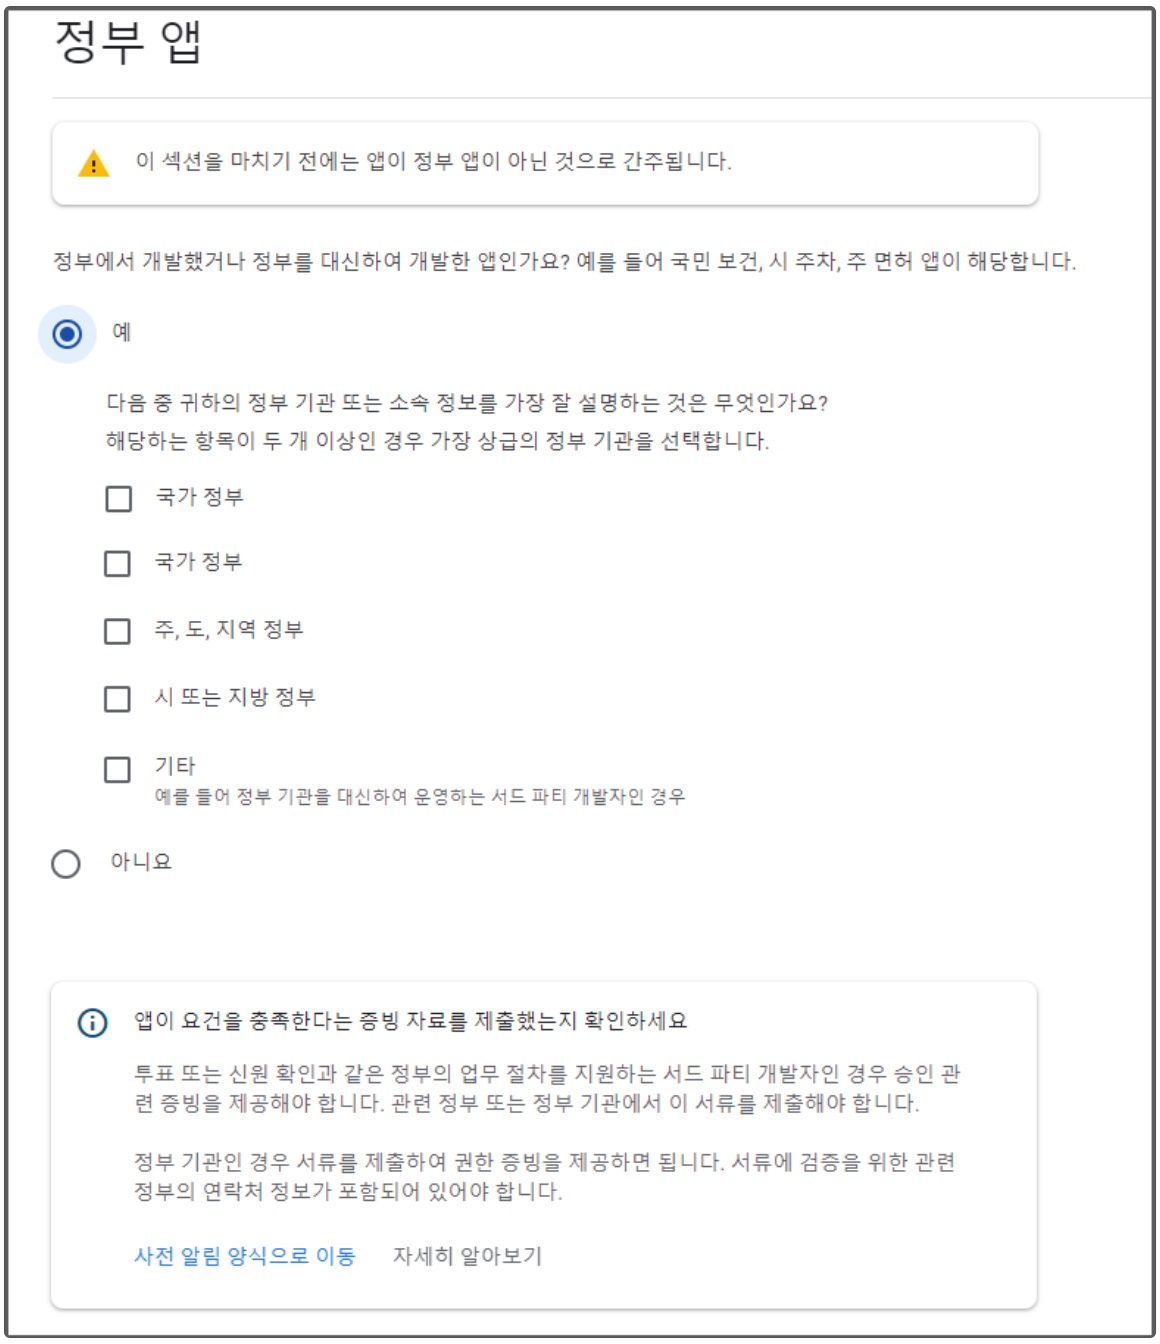 정부 앱
이 섹션을 마치기 전에는 앱이 정부 앱이 아닌 것으로 간주됩니다.
정부에서 개발했거나 정부를 대신하여 개발한 앱인가요? 예를 들어 국민 보건, 시 주차, 주 면허 앱이 해당합니다.
예
다음 중 귀하의 정부 기관 또는 소속 정보를 가장 잘 설명하는 것은 무엇인가요?
해당하는 항목이 두 개 이상인 경우 가장 상급의 정부 기관을 선택합니다.
국가 정부
국가 정부
주, 도, 지역 정부
시 또는 지방 정부
기타
예를 들어 정부 기관을 대신하여 운영하는 서드 파티 개발자인 경우
아니요
앱이 요건을 충족한다는 증빙 자료를 제출했는지 확인하세요
투표 또는 신원 확인과 같은 정부의 업무 절차를 지원하는 서드 파티 개발자인 경우 승인 관
련 증빙을 제공해야 합니다. 관련 정부 또는 정부 기관에서 이 서류를 제출해야 합니다.
정부 기관인 경우 서류를 제출하여 권한 증빙을 제공하면 됩니다. 서류에 검증을 위한 관련
정부의 연락처 정보가 포함되어 있어야 합니다.
사전 알림 양식으로 이동 자세히 알아보기